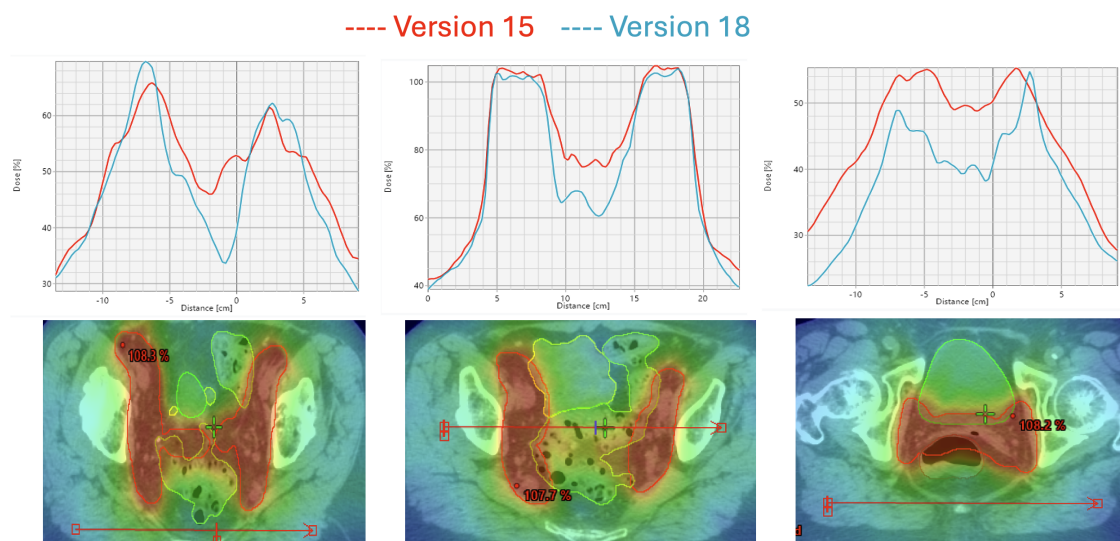 ---- Version 15 ---- Version 18
Dose [%]
60
50
40
30
-10 -5 0 5
Distance [cm]
Dose [%]
100
80
60
40
0 5 10 15 20
Distance [cm]
Dose [%]
50
40
30
-10 -5 0 5
Distance [cm]
108.3 %
107.7 %
108.2 %